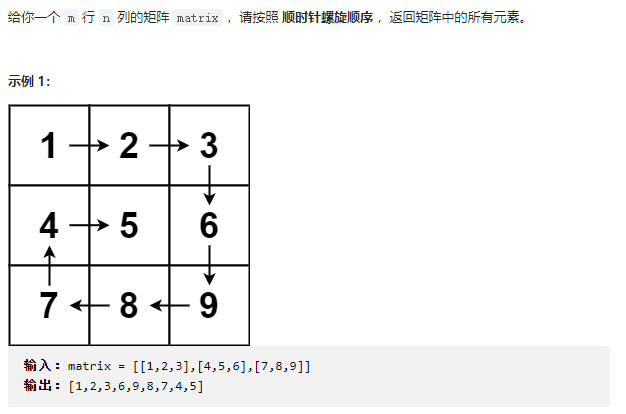 给你一个 m 行 n 列的矩阵 matrix ，请按照 顺时针螺旋顺序 ，返回矩阵中的所有元素。
示例 1：
1 2 3
4 5 6
7 8 9
输入：matrix = [[1,2,3],[4,5,6],[7,8,9]]
输出：[1,2,3,6,9,8,7,4,5]